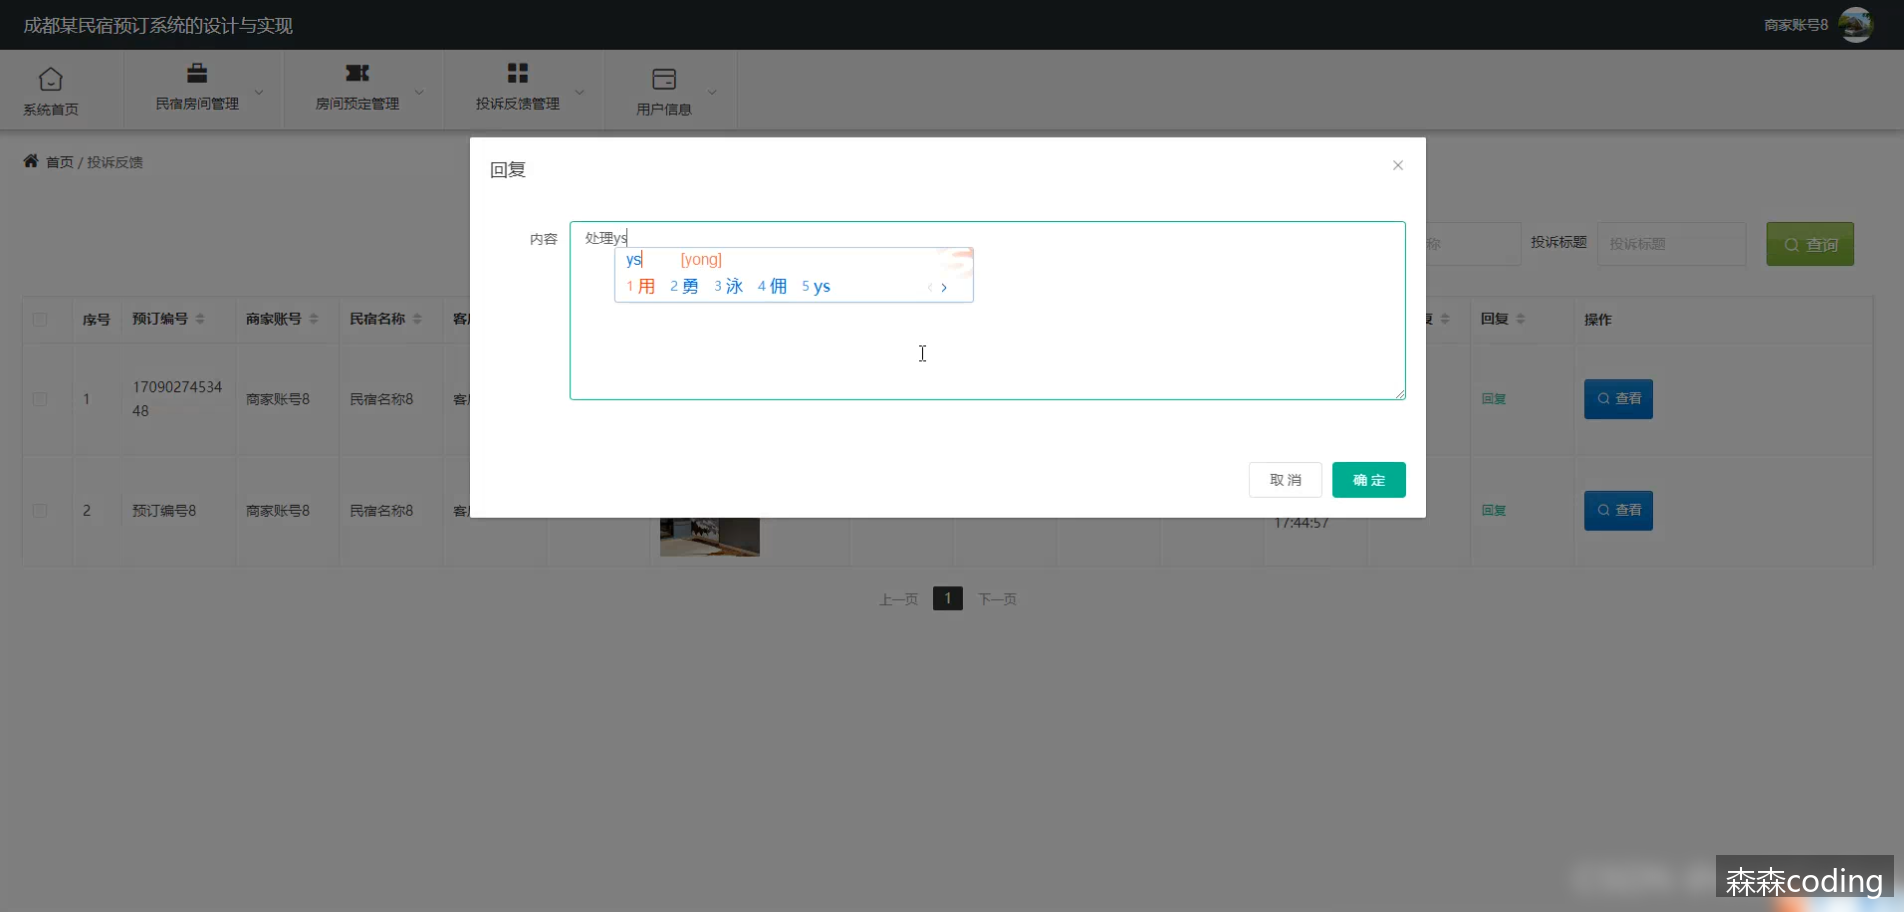 成都某民宿预订系统的设计与实现
商家账号8
系统首页
民宿房间管理
房间预定管理
投诉反馈管理
用户信息
首页 / 投诉反馈
回复
内容
处理ys
ys [yong]
1 用 2 勇 3 泳 4 佣 5 ys
取 消
确 定
称
投诉标题
投诉标题
查询
序号 预订编号 商家账号 民宿名称 客 复 回复 操作
1
17090274534
48
商家账号8 民宿名称8 客 回复 查看
2 预订编号8 商家账号8 民宿名称8 客 回复 查看
17:44:57
上一页 1 下一页
森森coding